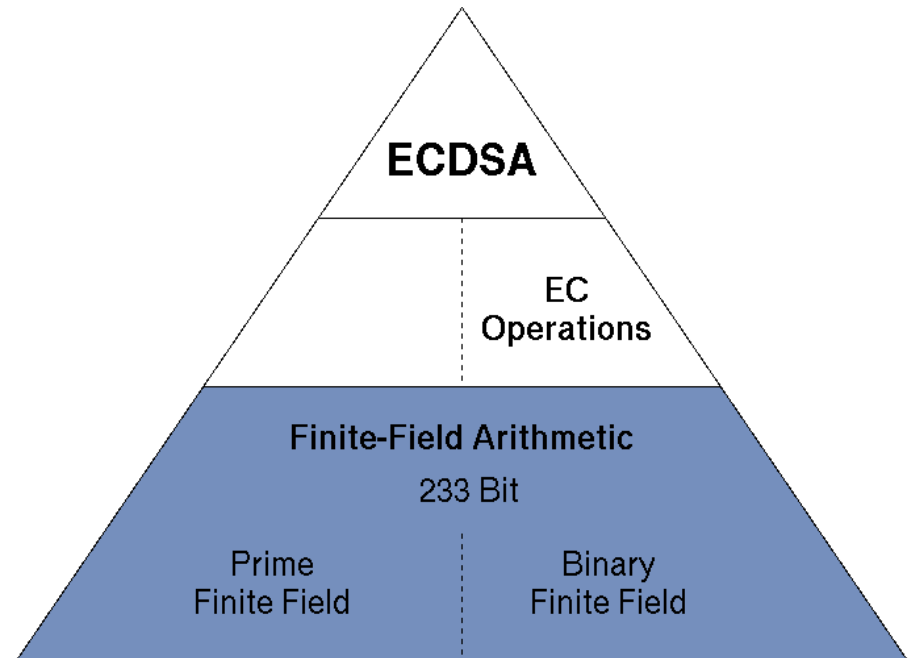 ECDSA
EC
Operations
Finite-Field Arithmetic
233 Bit
Prime
Finite Field
Binary
Finite Field